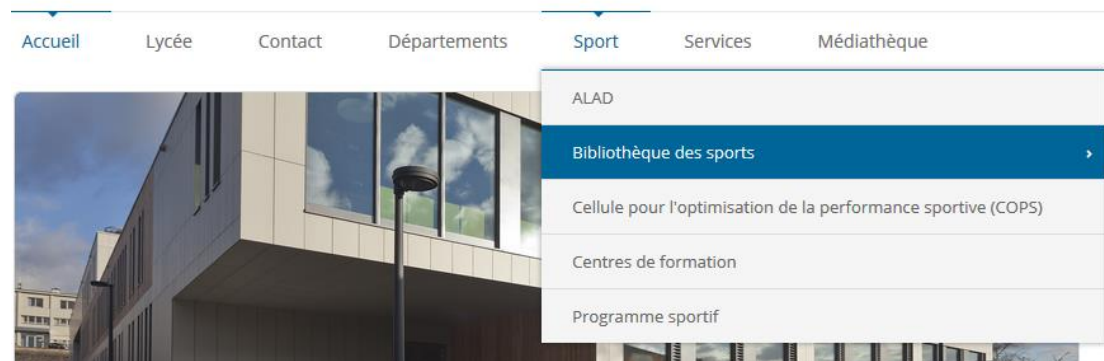 Accueil Lycée Contact Départements Sport Services Médiathèque
ALAD
Bibliothèque des sports ›
Cellule pour l'optimisation de la performance sportive (COPS)
Centres de formation
Programme sportif